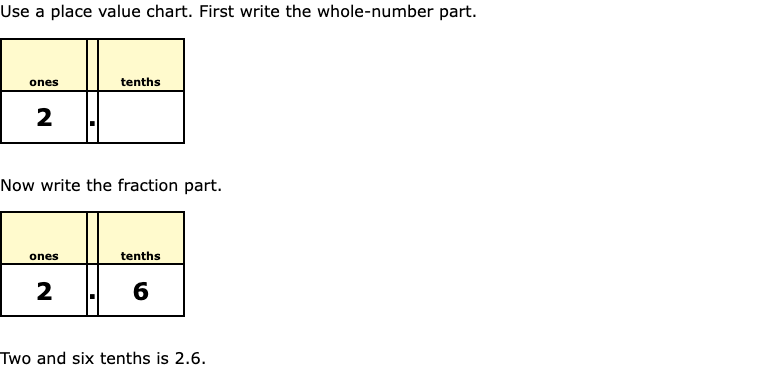 Use a place value chart. First write the whole-number part.
ones tenths
2 .
Now write the fraction part.
ones tenths
2 . 6
Two and six tenths is 2.6.